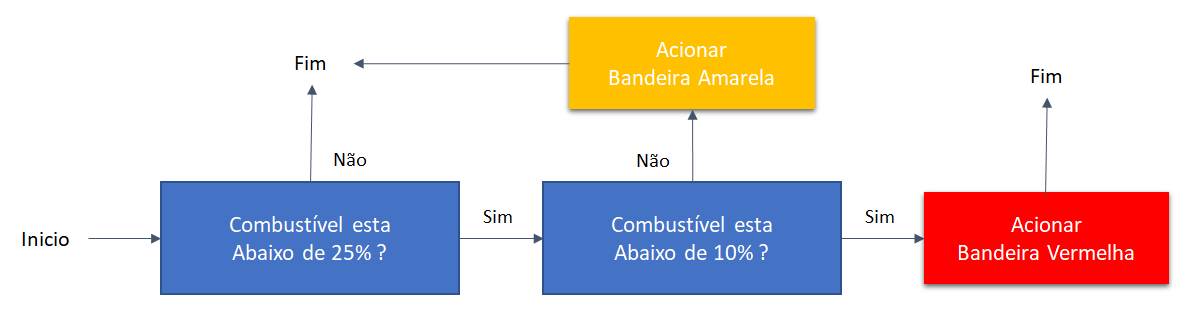 Acionar
Bandeira Amarela
Fim
Fim
Não
Não
Inicio
Combustível esta
Abaixo de 25% ?
Sim
Combustível esta
Abaixo de 10% ?
Sim
Acionar
Bandeira Vermelha